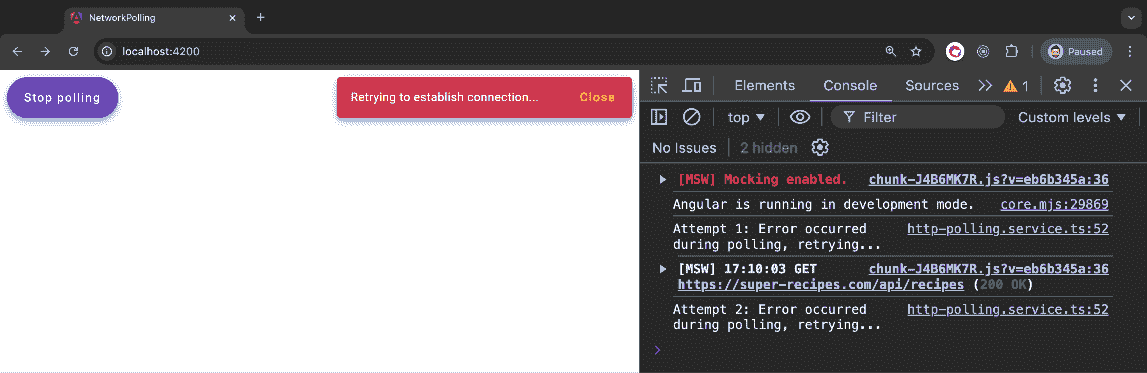 NetworkPolling
localhost:4200
Paused
Stop polling
Retrying to establish connection... Close
Elements Console Sources 1
top Filter Custom levels
No Issues 2 hidden
[MSW] Mocking enabled. chunk-J4B6MK7R.js?v=eb6b345a:36
Angular is running in development mode. core.mjs:29869
Attempt 1: Error occurred http-polling.service.ts:52
during polling, retrying...
[MSW] 17:10:03 GET chunk-J4B6MK7R.js?v=eb6b345a:36
https://super-recipes.com/api/recipes (200 OK)
Attempt 2: Error occurred http-polling.service.ts:52
during polling, retrying...